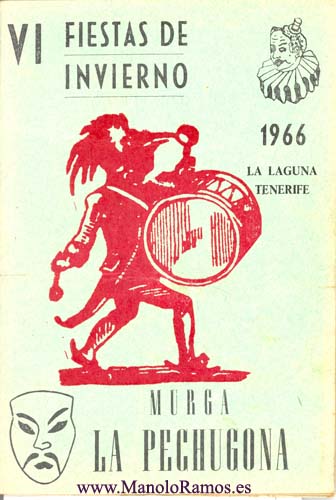 VI FIESTAS DE
INVIERNO
1966
LA LAGUNA
TENERIFE
MURGA
LA PECHUGONA
www.ManoloRamos.es